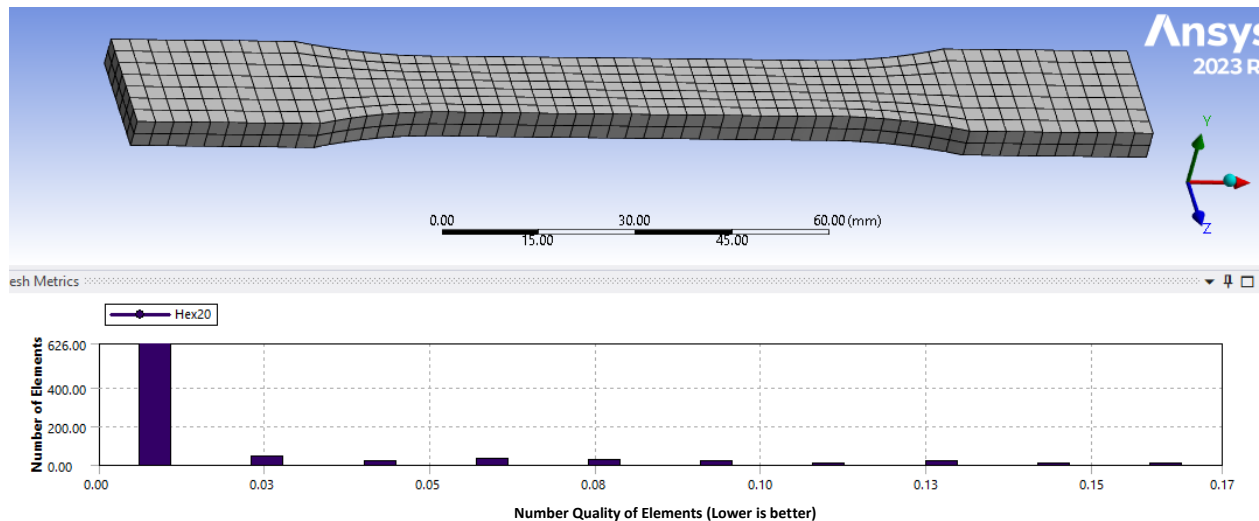 Ansys
2023 R
Y
Z
0.00 30.00 60.00 (mm)
15.00 45.00
esh Metrics
Hex20
Number of Elements
626.00
400.00
200.00
0.00
0.00 0.03 0.05 0.08 0.10 0.13 0.15 0.17
Number Quality of Elements (Lower is better)